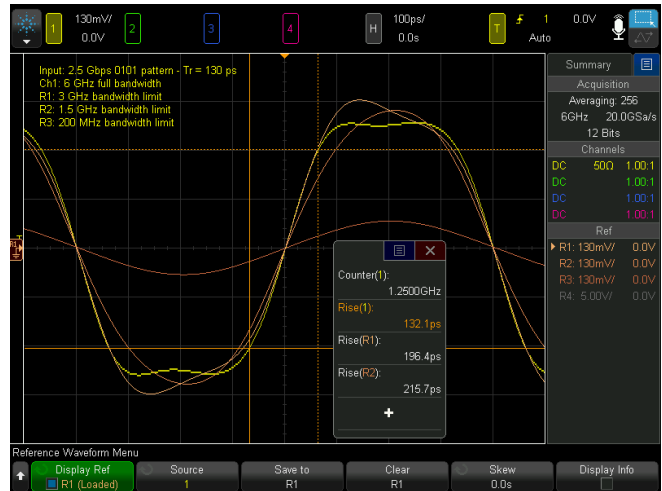 1
130mV/
0.0V
2
3
4
H
100ps/
0.0s
T
1
0.0V
Auto
Input: 2.5 Gbps 0101 pattern - Tr = 130 ps
Ch1: 6 GHz full bandwidth
R1: 3 GHz bandwidth limit
R2: 1.5 GHz bandwidth limit
R3: 200 MHz bandwidth limit
R1
Summary
Acquisition
Averaging: 256
6GHz 20.0GSa/s
12 Bits
Channels
DC 50Ω 1.00:1
DC 1.00:1
DC 1.00:1
DC 1.00:1
Ref
R1: 130mV/ 0.0V
R2: 130mV/ 0.0V
R3: 130mV/ 0.0V
R4: 5.00V/ 0.0V
Counter(1):
1.2500GHz
Rise(1):
132.1ps
Rise(R1):
196.4ps
Rise(R2):
215.7ps
Reference Waveform Menu
Display Ref
R1 (Loaded)
Source
1
Save to
R1
Clear
R1
Skew
0.0s
Display Info